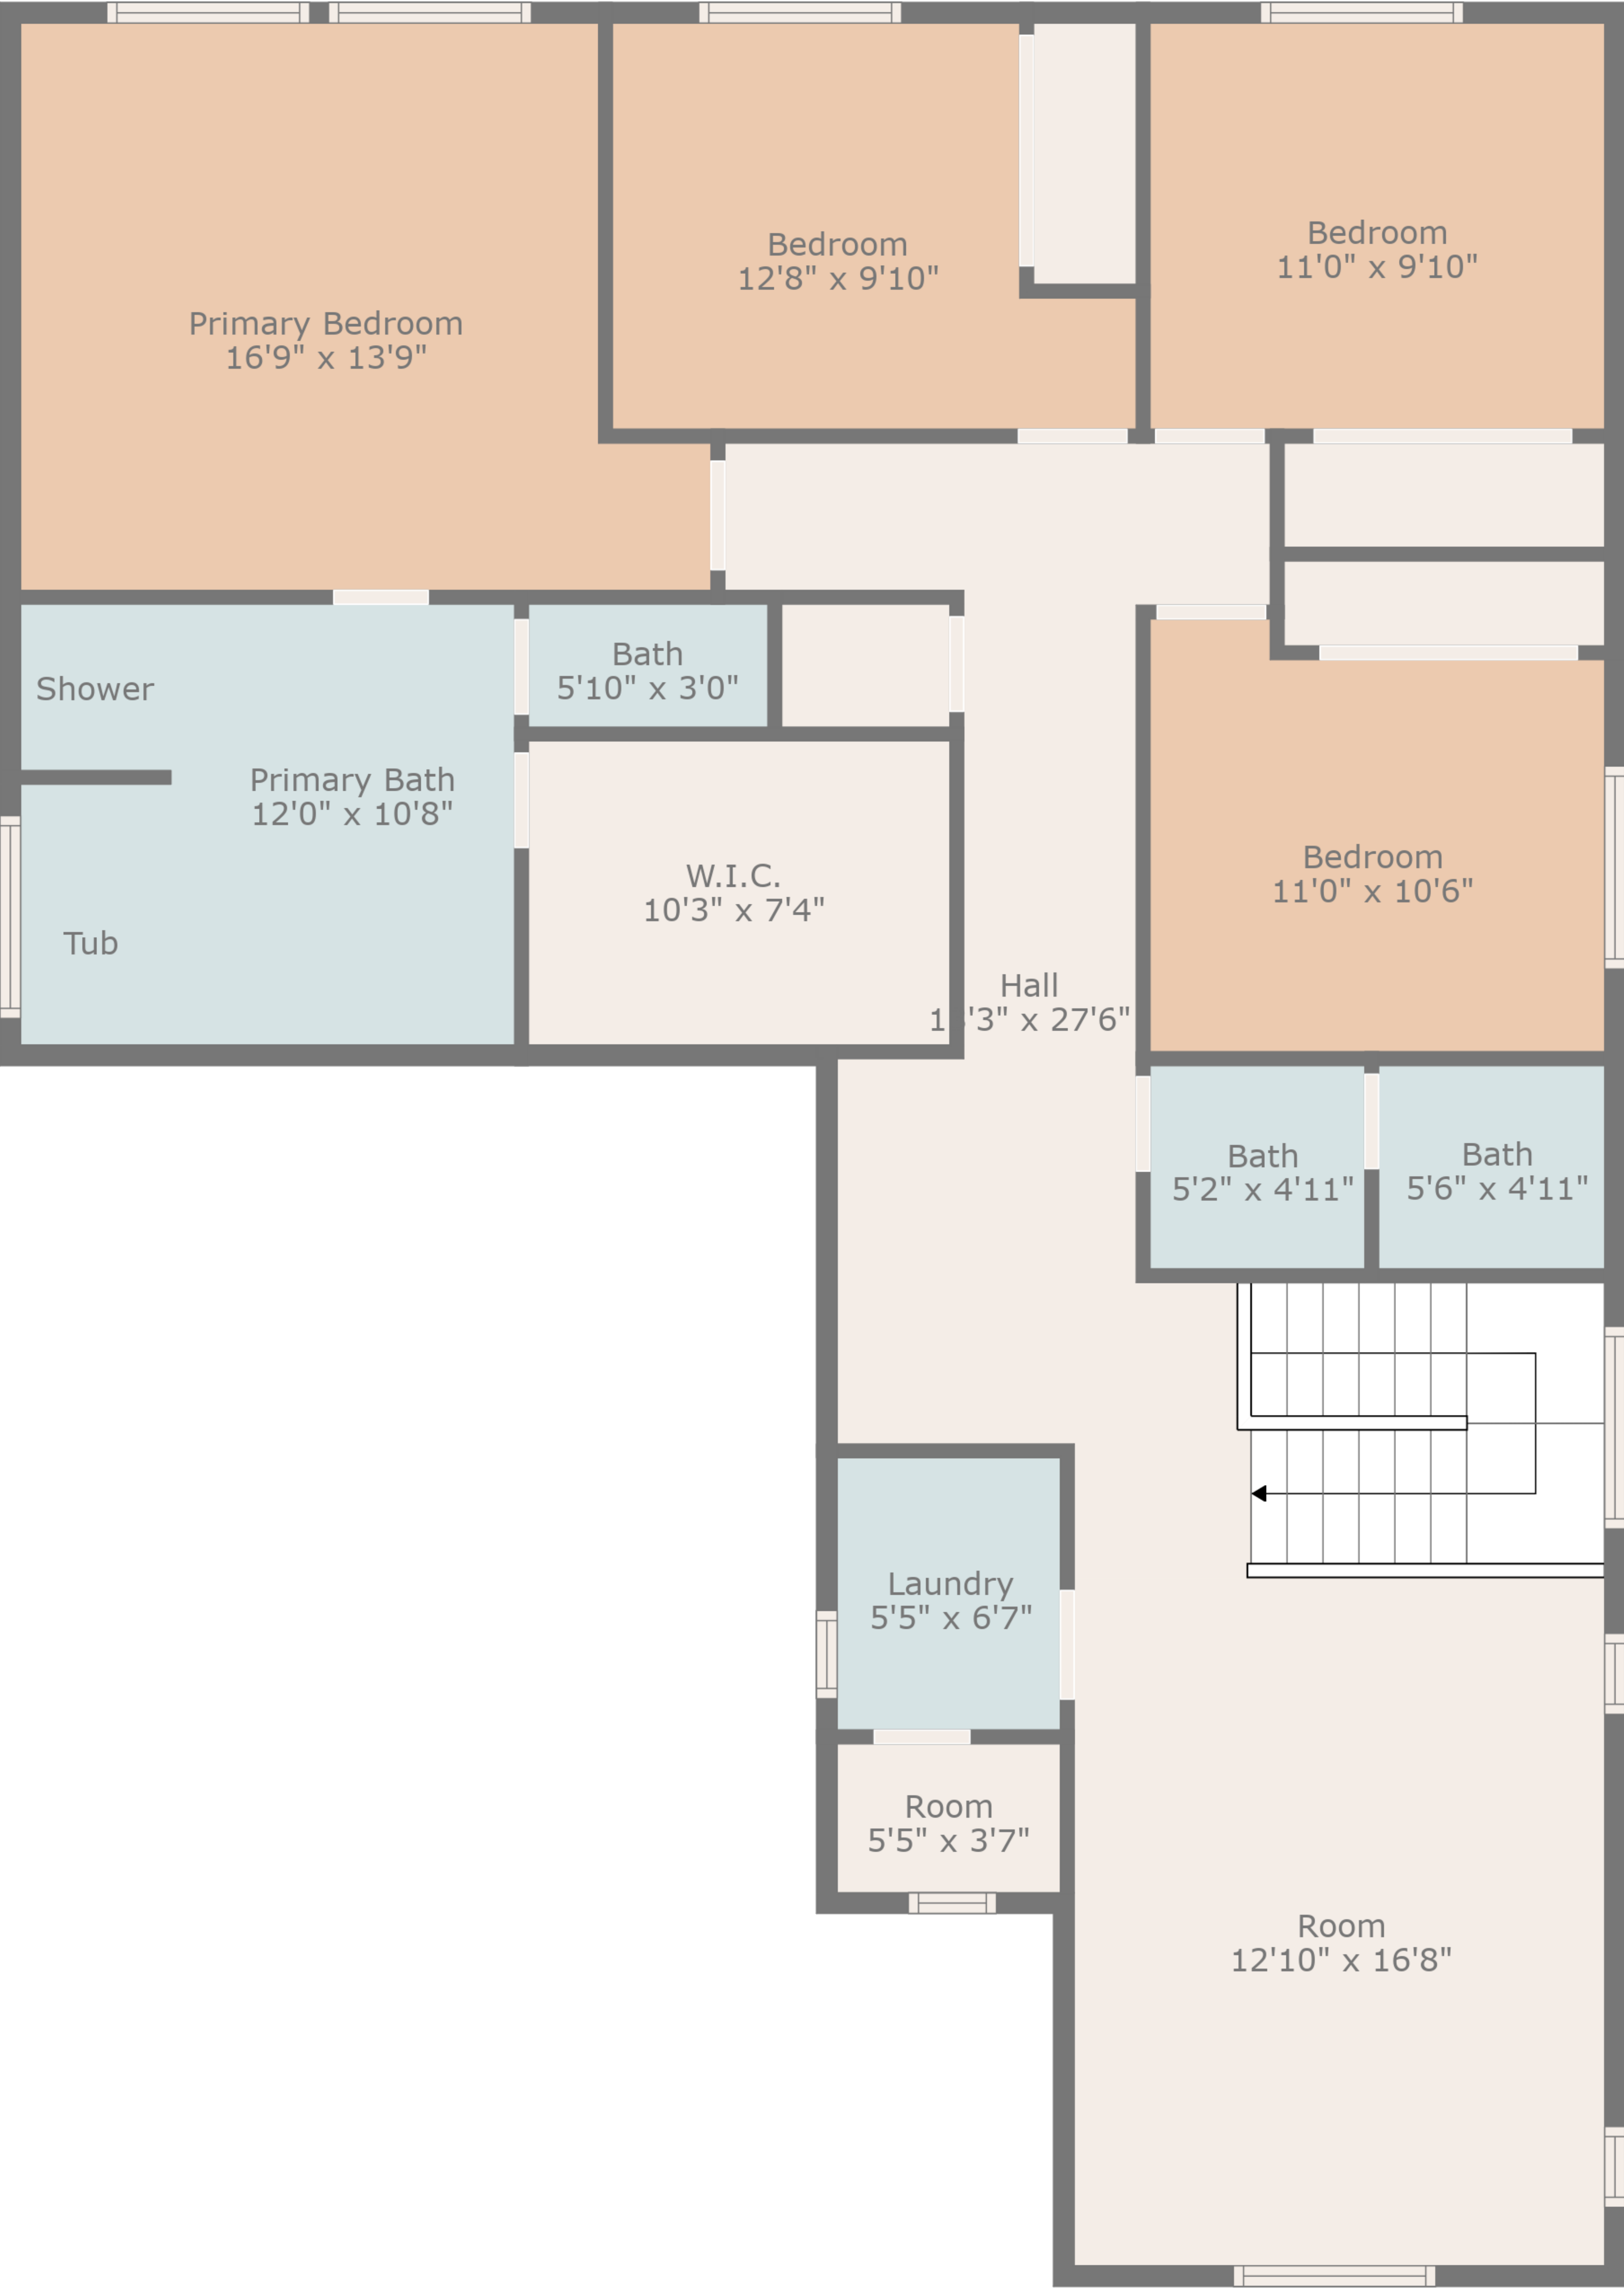 Bedroom
11'0" x 9'10"
Bedroom
12'8" x 9'10"
Primary Bedroom
16'9" x 13'9"
Bath
5'10" x 3'0"
Shower
Primary Bath
12'0" x 10'8"
W.I.C.
10'3" x 7'4"
Bedroom
11'0" x 10'6"
Tub
Hall
x 27'6"
Bath
5'2" x 4'11"
Bath
5'6" x 4'11"
Laundry
5'5" x 6'7"
Room
5'5" x 3'7"
Room
12'10" x 16'8"